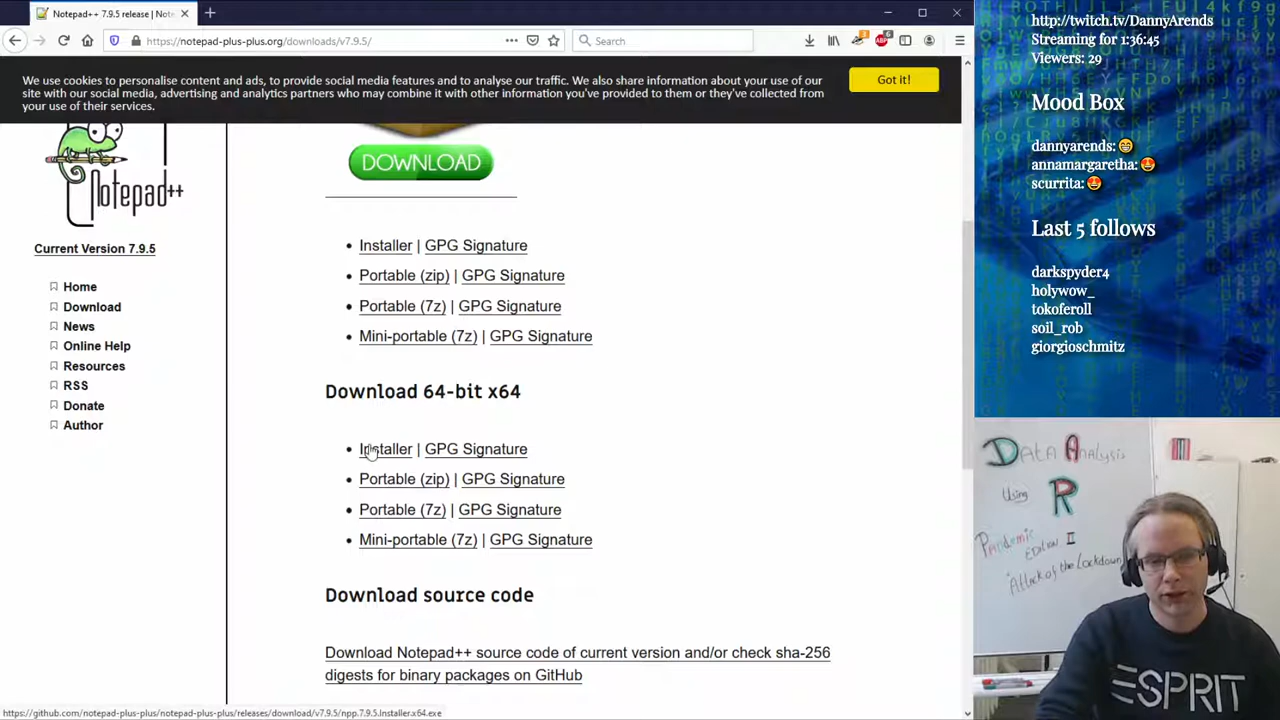 Notepad++ 7.9.5 release | Not
https://notepad-plus-plus.org/downloads/v7.9.5/
Search
3
6
We use cookies to personalise content and ads, to provide social media features and to analyse our traffic. We also share information about your use of our
site with our social media, advertising and analytics partners who may combine it with other information you've provided to them or they've collected from
your use of their services.
Got it!
Notepad++
Current Version 7.9.5
Home
Download
News
Online Help
Resources
RSS
Donate
Author
DOWNLOAD
Installer | GPG Signature
Portable (zip) | GPG Signature
Portable (7z) | GPG Signature
Mini-portable (7z) | GPG Signature
Download 64-bit x64
Installer | GPG Signature
Portable (zip) | GPG Signature
Portable (7z) | GPG Signature
Mini-portable (7z) | GPG Signature
Download source code
Download Notepad++ source code of current version and/or check sha-256
digests for binary packages on GitHub
https://github.com/notepad-plus-plus/notepad-plus-plus/releases/download/v7.9.5/npp.7.9.5.Installer.x64.exe
http://twitch.tv/DannyArends
Streaming for 1:36:45
Viewers: 29
Mood Box
dannyarends: 😁
annamargaretha: 😍
scurrita: 😍
Last 5 follows
darkspyder4
holywow_
tokoferoll
soil_rob
giorgioschmitz
Data Analysis
Using R
Pandemic
Edition II
"Attack of the Lockdown
ESPRIT